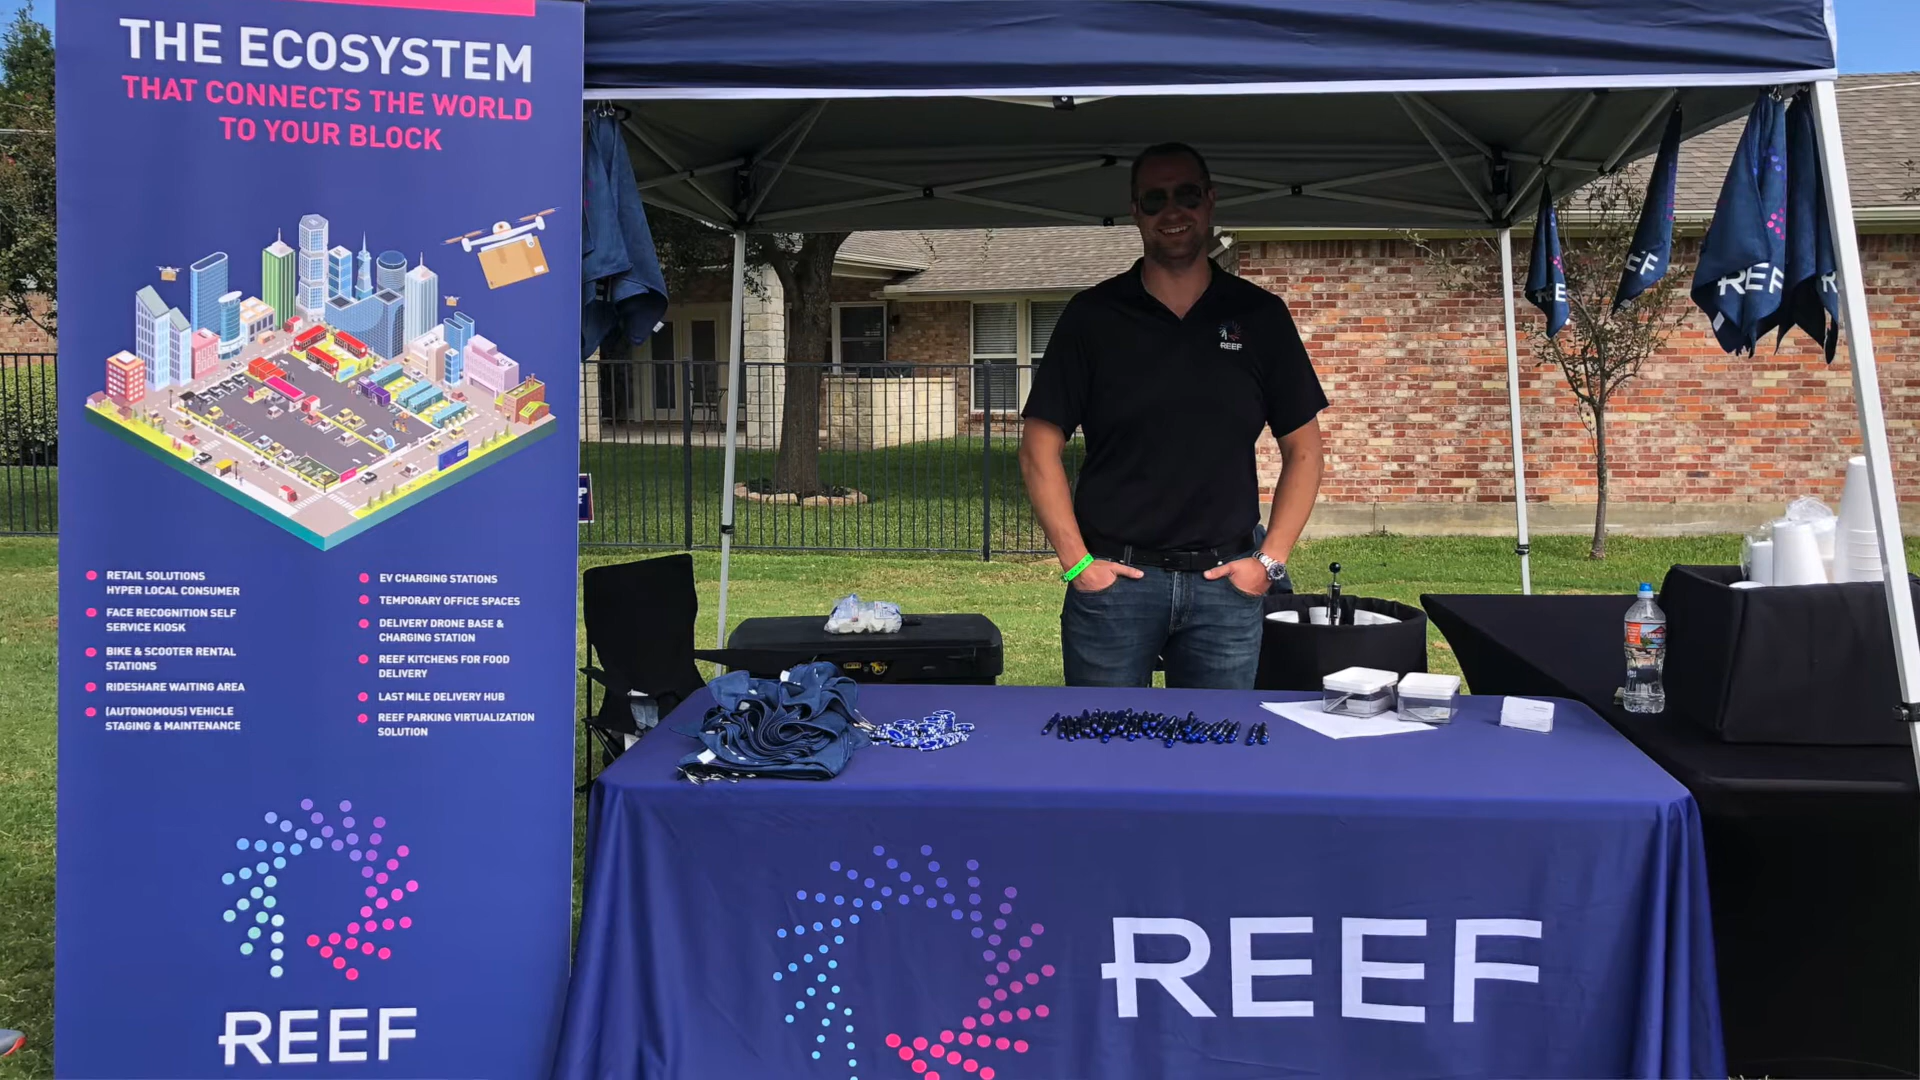 THE ECOSYSTEM
THAT CONNECTS THE WORLD
TO YOUR BLOCK
RETAIL SOLUTIONS
HYPER LOCAL CONSUMER
FACE RECOGNITION SELF
SERVICE KIOSK
BIKE & SCOOTER RENTAL
STATIONS
RIDESHARE WAITING AREA
(AUTONOMOUS) VEHICLE
STAGING & MAINTENANCE
EV CHARGING STATIONS
TEMPORARY OFFICE SPACES
DELIVERY DRONE BASE &
CHARGING STATION
REEF KITCHENS FOR FOOD
DELIVERY
LAST MILE DELIVERY HUB
REEF PARKING VIRTUALIZATION
SOLUTION
REEF
REEF
REEF
RE
EF
REEF
R
P